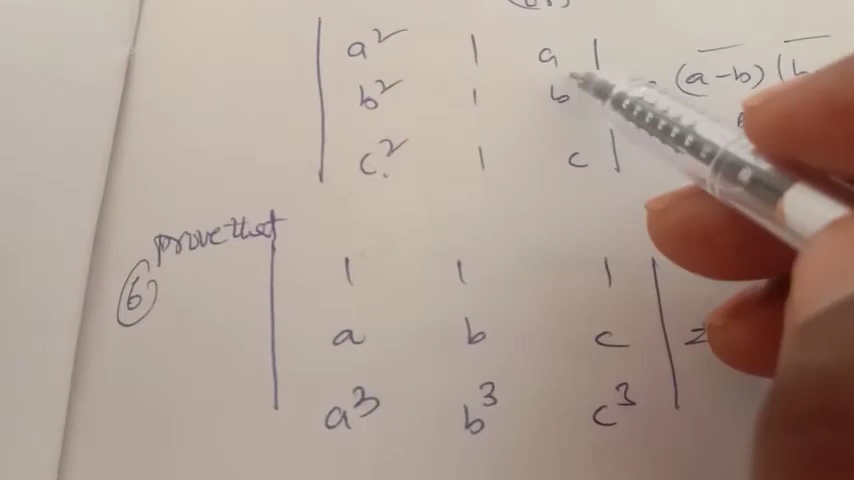 | a² 1 a |
| b² 1 b | = (a-b) (b
| c² 1 c |
⑥ prove that
| 1 1 1 |
| a b c | =
| a³ b³ c³ |